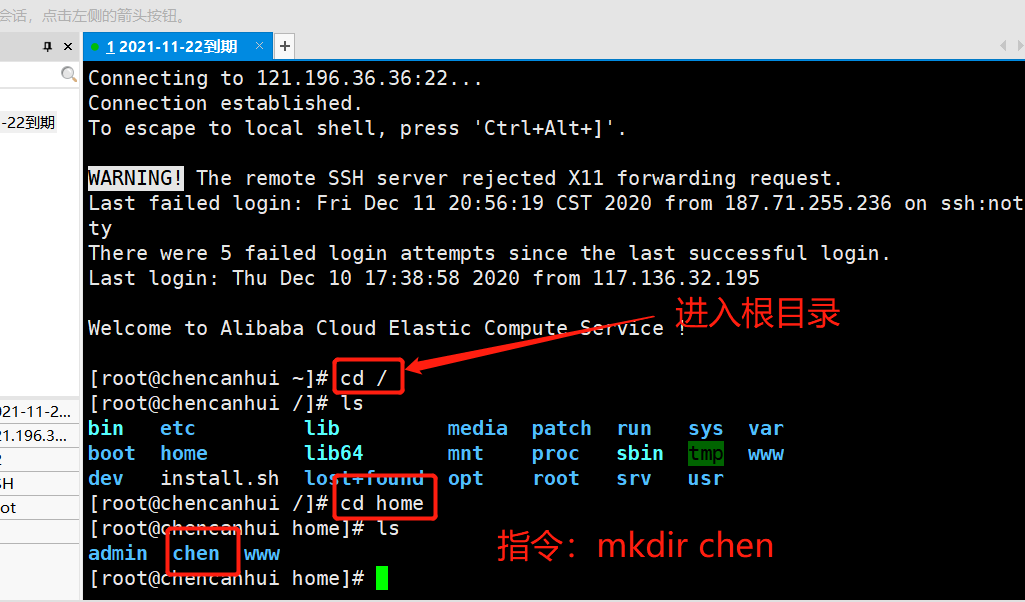 会话，点击左侧的箭头按钮。
1 2021-11-22到期
-22到期
Connecting to 121.196.36.36:22...
Connection established.
To escape to local shell, press 'Ctrl+Alt+]'.
WARNING! The remote SSH server rejected X11 forwarding request.
Last failed login: Fri Dec 11 20:56:19 CST 2020 from 187.71.255.236 on ssh:not
ty
There were 5 failed login attempts since the last successful login.
Last login: Thu Dec 10 17:38:58 2020 from 117.136.32.195
进入根目录
Welcome to Alibaba Cloud Elastic Compute Service !
[root@chencanhui ~]# cd /
[root@chencanhui /]# ls
bin etc lib media patch run sys var
boot home lib64 mnt proc sbin tmp www
dev install.sh lost+found opt root srv usr
[root@chencanhui /]# cd home
[root@chencanhui home]# ls
admin chen www
[root@chencanhui home]#
指令：mkdir chen
021-11-2...
21.196.3...
2
SH
ot